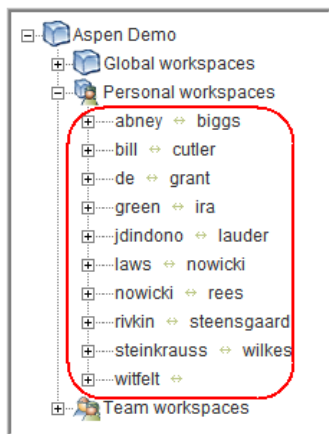 Aspen Demo
Global workspaces
Personal workspaces
abney ↔ biggs
bill ↔ cutler
de ↔ grant
green ↔ ira
jdindono ↔ lauder
laws ↔ nowicki
nowicki ↔ rees
rivkin ↔ steensgaard
steinkrauss ↔ wilkes
witfelt ↔
Team workspaces